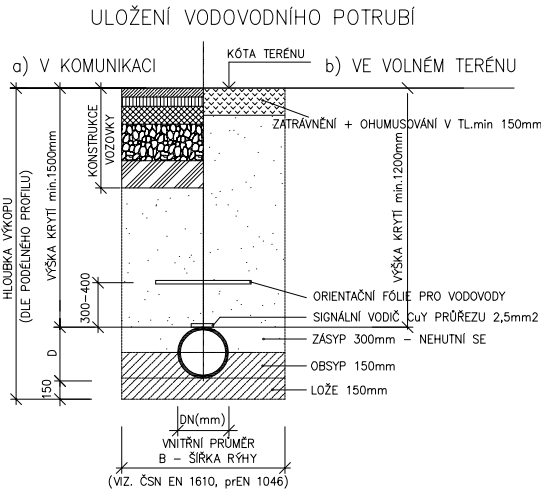 ULOŽENÍ VODOVODNÍHO POTRUBÍ
a) V KOMUNIKACI
KÓTA TERÉNU
b) VE VOLNÉM TERÉNU
ZATRÁVNĚNÍ + OHUMUSOVÁNÍ V TL.min 150mm
KONSTRUKCE
VOZOVKY
HLOUBKA VÝKOPU
(DLE PODÉLNÉHO PROFILU)
VÝŠKA KRYTÍ min.1500mm
VÝŠKA KRYTÍ min.1200mm
300-400
ORIENTAČNÍ FÓLIE PRO VODOVODY
SIGNÁLNÍ VODIČ CuY PRŮŘEZU 2,5mm2
ZÁSYP 300mm - NEHUTNÍ SE
D
OBSYP 150mm
150
LOŽE 150mm
DN(mm)
VNITŘNÍ PRŮMĚR
B - ŠÍŘKA RÝHY
(VIZ. ČSN EN 1610, prEN 1046)